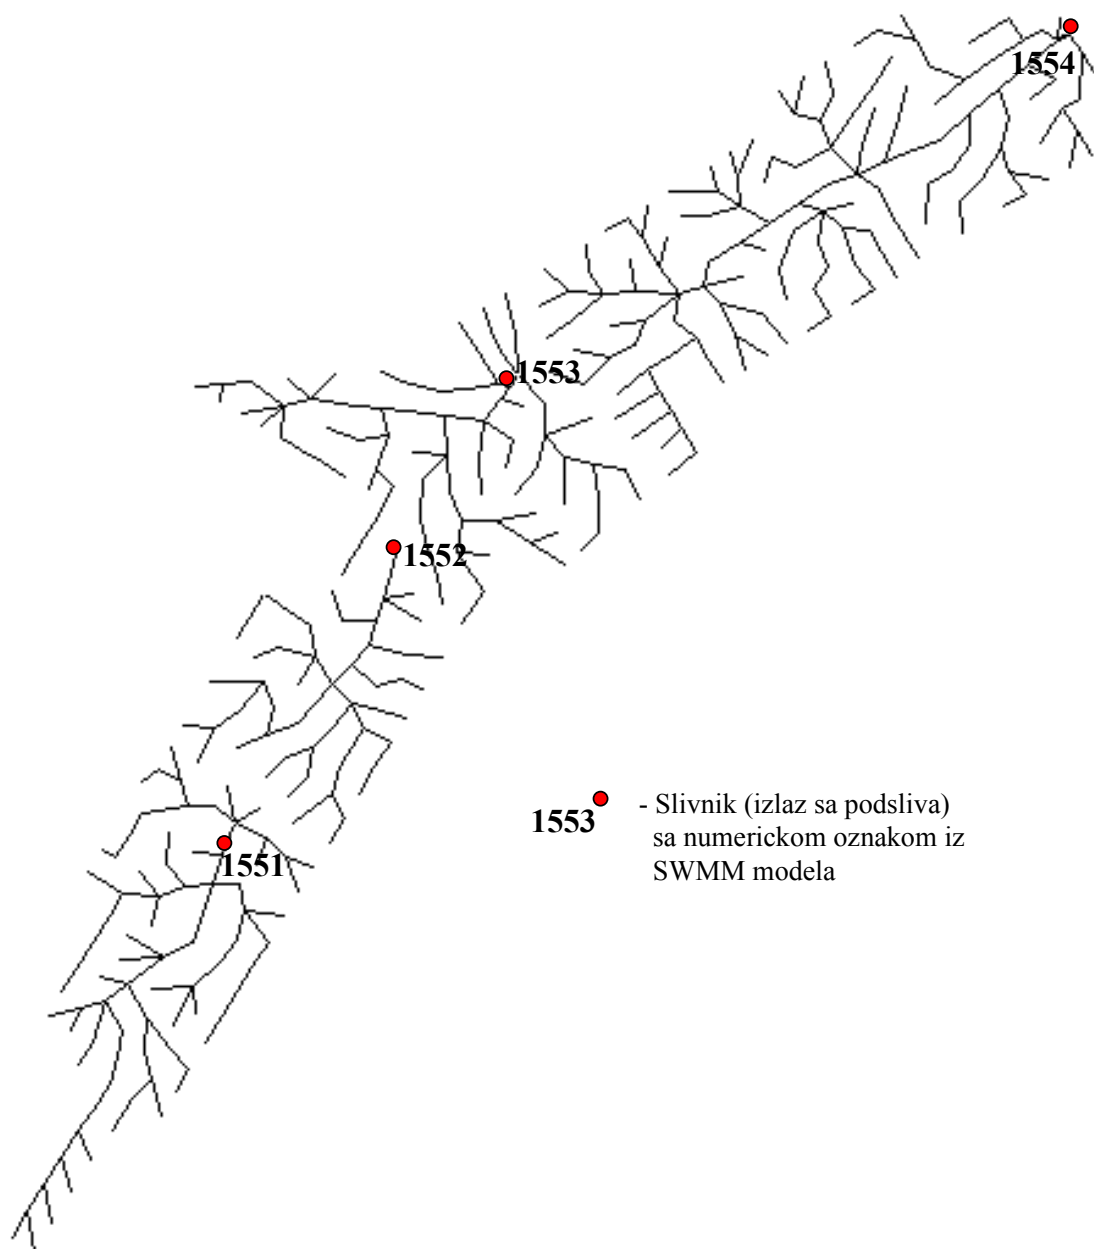 1554
1553
1552
1551
1553 - Slivnik (izlaz sa podsliva)
sa numerickom oznakom iz
SWMM modela